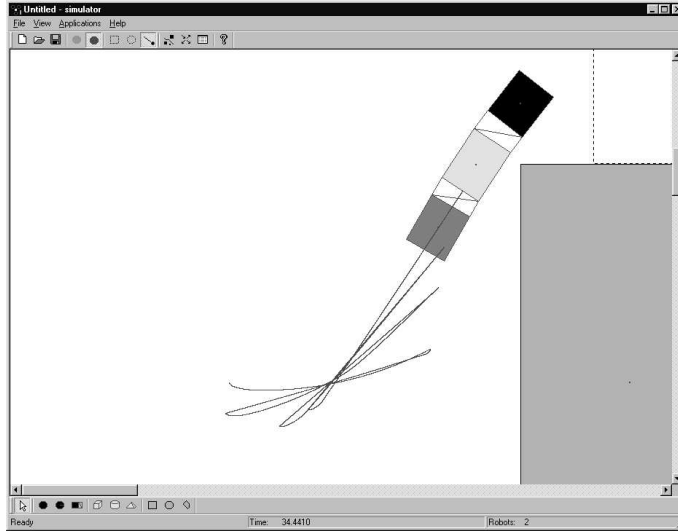 Untitled - simulator
File View Applications Help
Ready Time: 34.4410 Robots: 2